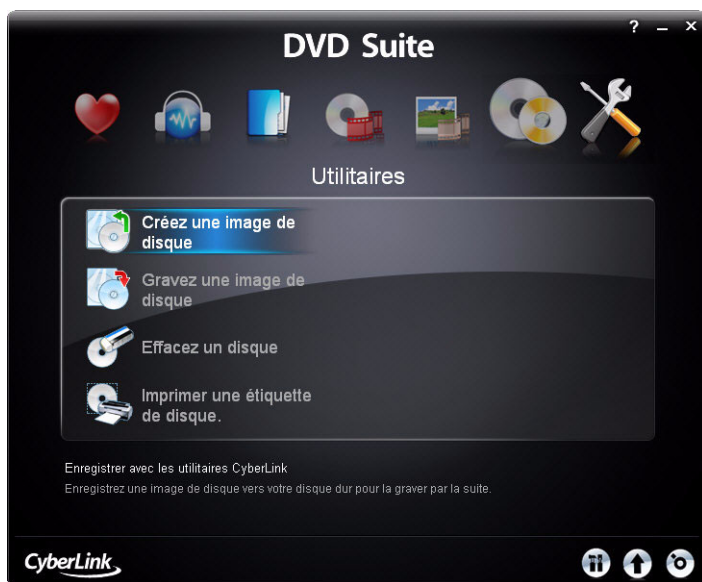 ?
DVD Suite
Utilitaires
Créez une image de
disque
Gravez une image de
disque
Effacez un disque
Imprimer une étiquette
de disque.
Enregistrer avec les utilitaires CyberLink
Enregistrez une image de disque vers votre disque dur pour la graver par la suite.
CyberLink